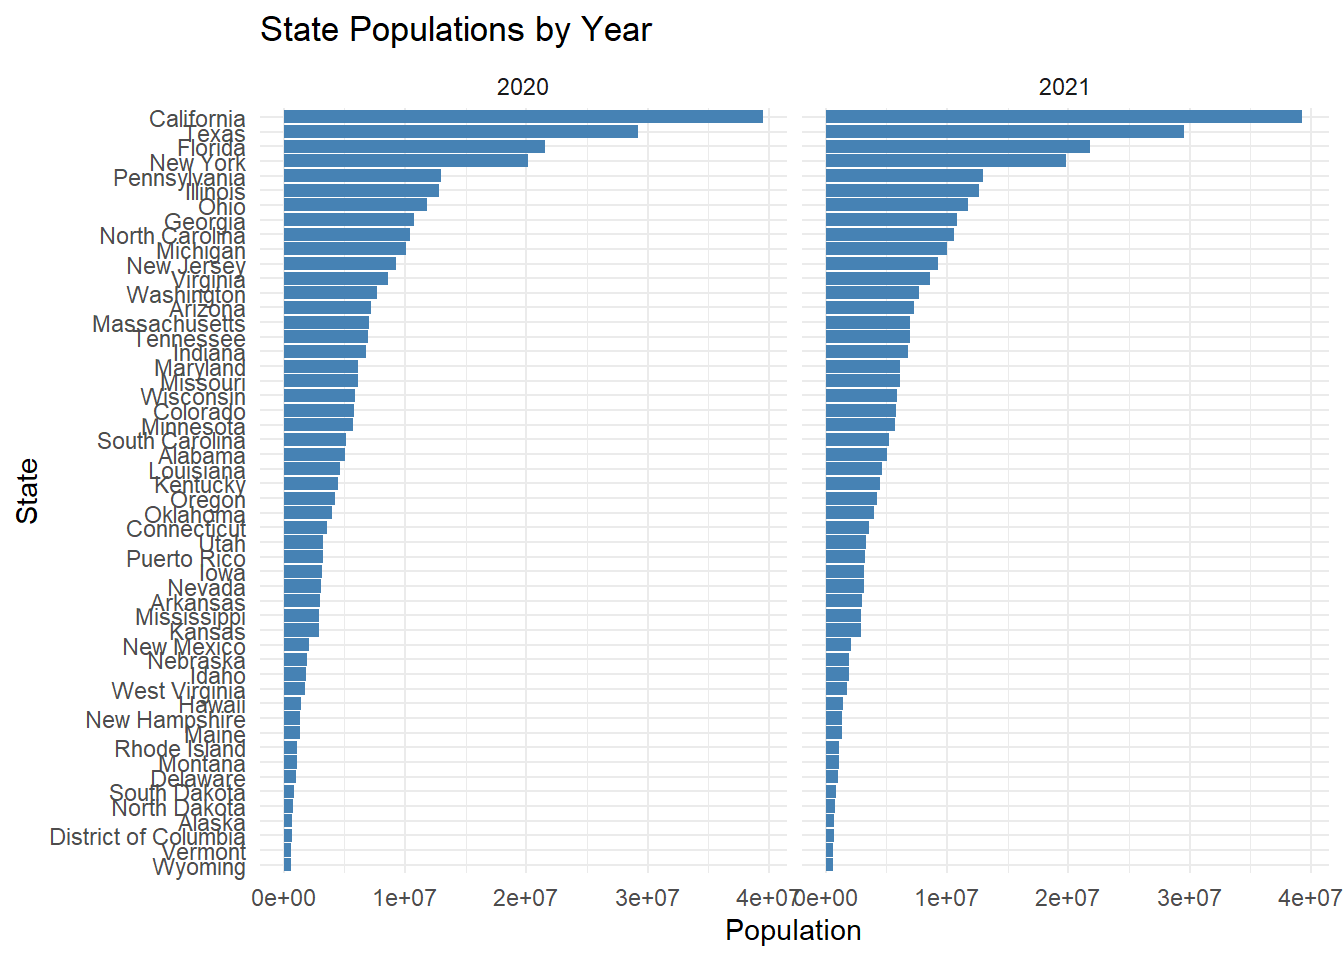 State Populations by Year
2020 2021
California
Texas
Florida
New York
Pennsylvania
Illinois
Ohio
Georgia
North Carolina
Michigan
New Jersey
Virginia
Washington
Arizona
Massachusetts
Tennessee
Indiana
Maryland
Missouri
Wisconsin
Colorado
Minnesota
South Carolina
Alabama
Louisiana
Kentucky
Oregon
Oklahoma
Connecticut
Utah
Puerto Rico
Iowa
Nevada
Arkansas
Mississippi
Kansas
New Mexico
Nebraska
Idaho
West Virginia
Hawaii
New Hampshire
Maine
Rhode Island
Montana
Delaware
South Dakota
North Dakota
Alaska
District of Columbia
Vermont
Wyoming
State
0e+00 1e+07 2e+07 3e+07 4e+07 0e+00 1e+07 2e+07 3e+07 4e+07
Population